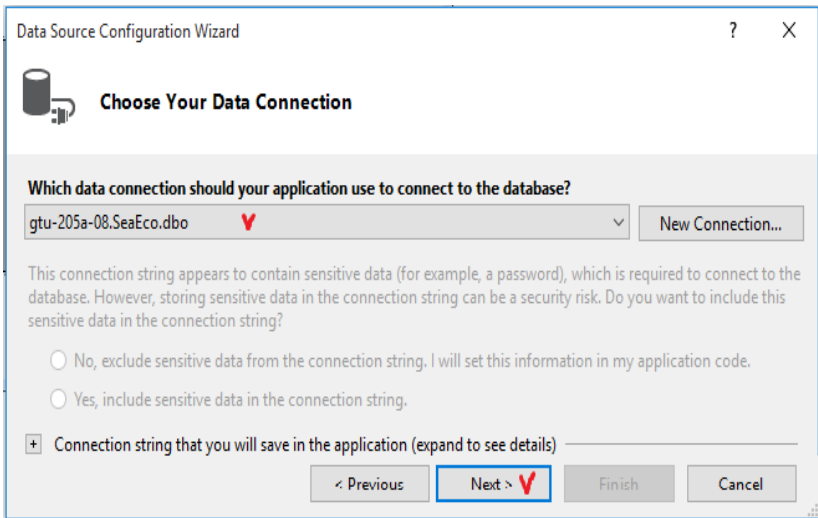 Data Source Configuration Wizard
?
X
Choose Your Data Connection
Which data connection should your application use to connect to the database?
gtu-205a-08.SeaEco.dbo
New Connection...
This connection string appears to contain sensitive data (for example, a password), which is required to connect to the
database. However, storing sensitive data in the connection string can be a security risk. Do you want to include this
sensitive data in the connection string?
No, exclude sensitive data from the connection string. I will set this information in my application code.
Yes, include sensitive data in the connection string.
+ Connection string that you will save in the application (expand to see details)
< Previous
Next >
Finish
Cancel